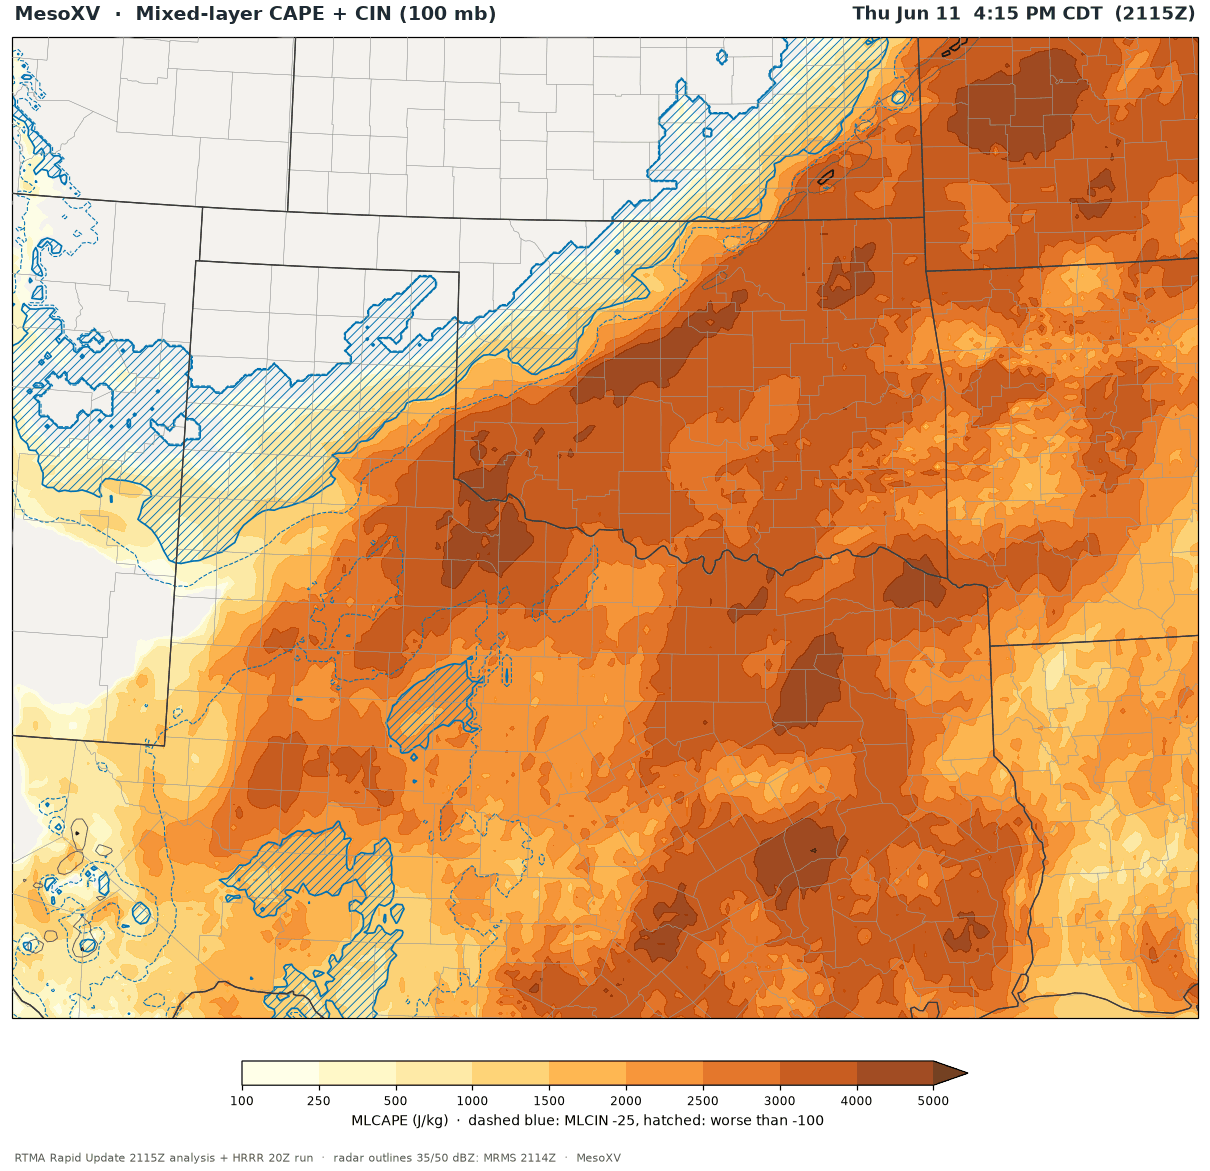 MesoXV · Mixed-layer CAPE + CIN (100 mb)
Thu Jun 11 4:15 PM CDT (2115Z)
100 250 500 1000 1500 2000 2500 3000 4000 5000
MLCAPE (J/kg) · dashed blue: MLCIN -25, hatched: worse than -100
RTMA Rapid Update 2115Z analysis + HRRR 20Z run · radar outlines 35/50 dBZ: MRMS 2114Z · MesoXV